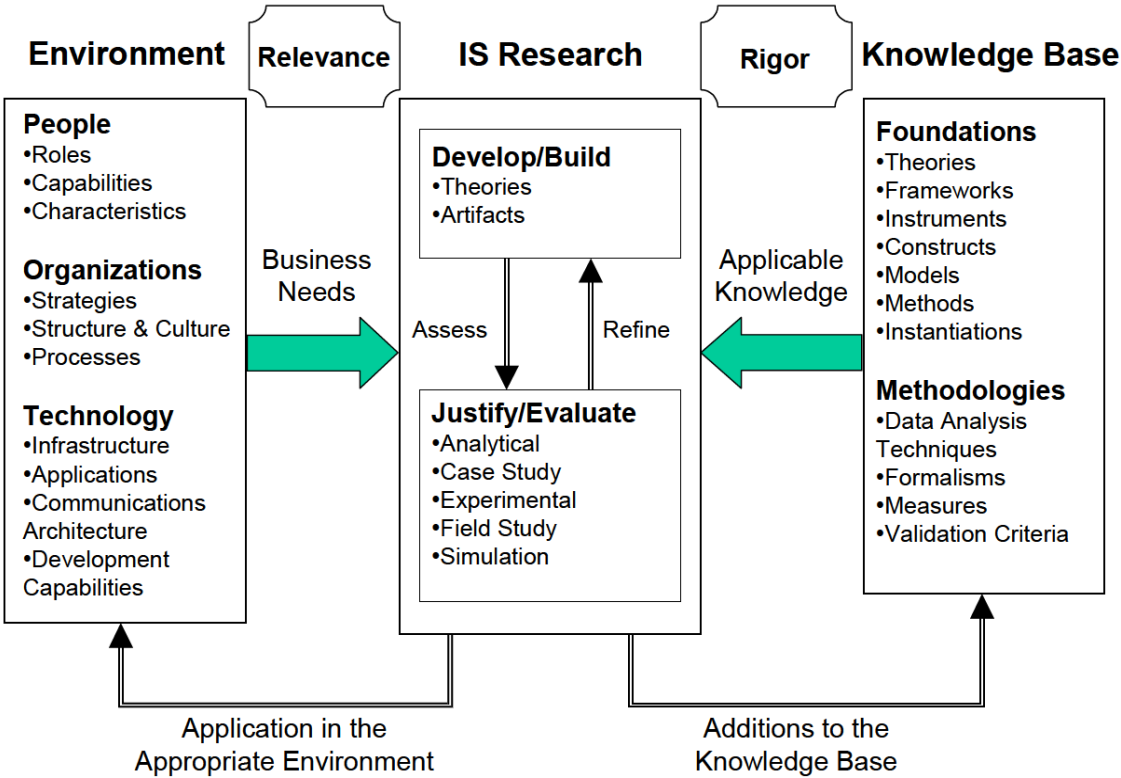 Environment
Relevance
IS Research
Rigor
Knowledge Base
People
•Roles
•Capabilities
•Characteristics
Organizations
•Strategies
•Structure & Culture
•Processes
Technology
•Infrastructure
•Applications
•Communications
Architecture
•Development
Capabilities
Business
Needs
Develop/Build
•Theories
•Artifacts
Assess
Refine
Justify/Evaluate
•Analytical
•Case Study
•Experimental
•Field Study
•Simulation
Applicable
Knowledge
Foundations
•Theories
•Frameworks
•Instruments
•Constructs
•Models
•Methods
•Instantiations
Methodologies
•Data Analysis
Techniques
•Formalisms
•Measures
•Validation Criteria
Application in the
Appropriate Environment
Additions to the
Knowledge Base